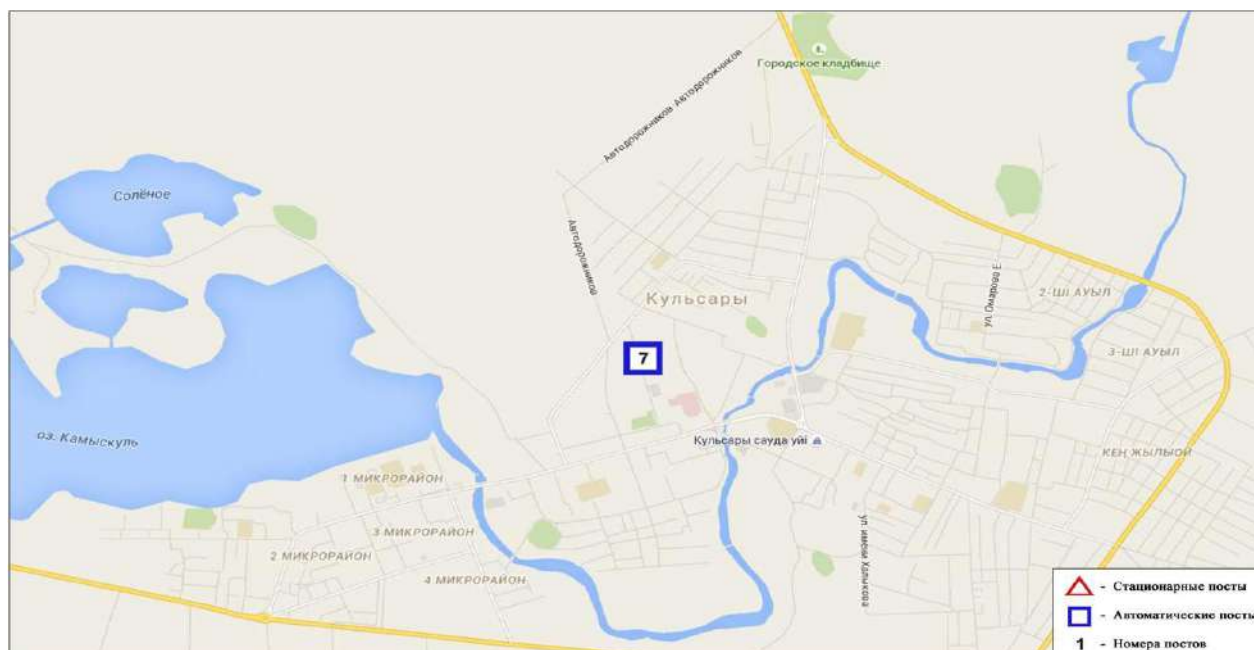 Городское кладбище
Автодорожников Автодорожников
Солёное
Автодорожников
ул. Омарова Е
2-ШІ АУЫЛ
Кульсары
7
3-ШІ АУЫЛ
оз. Камыскуль
Кульсары сауда уйі
КЕҢ ЖЫЛЫОЙ
1 МИКРОРАЙОН
3 МИКРОРАЙОН
2 МИКРОРАЙОН
4 МИКРОРАЙОН
ул. имени Халыкова
- Стационарные посты
- Автоматические посты
1 - Номера постов